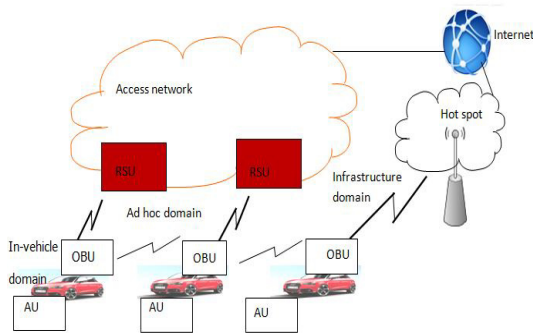 Internet
Access network
Hot spot
RSU
RSU
Infrastructure
domain
Ad hoc domain
In-vehicle
domain
OBU
OBU
OBU
AU
AU
AU